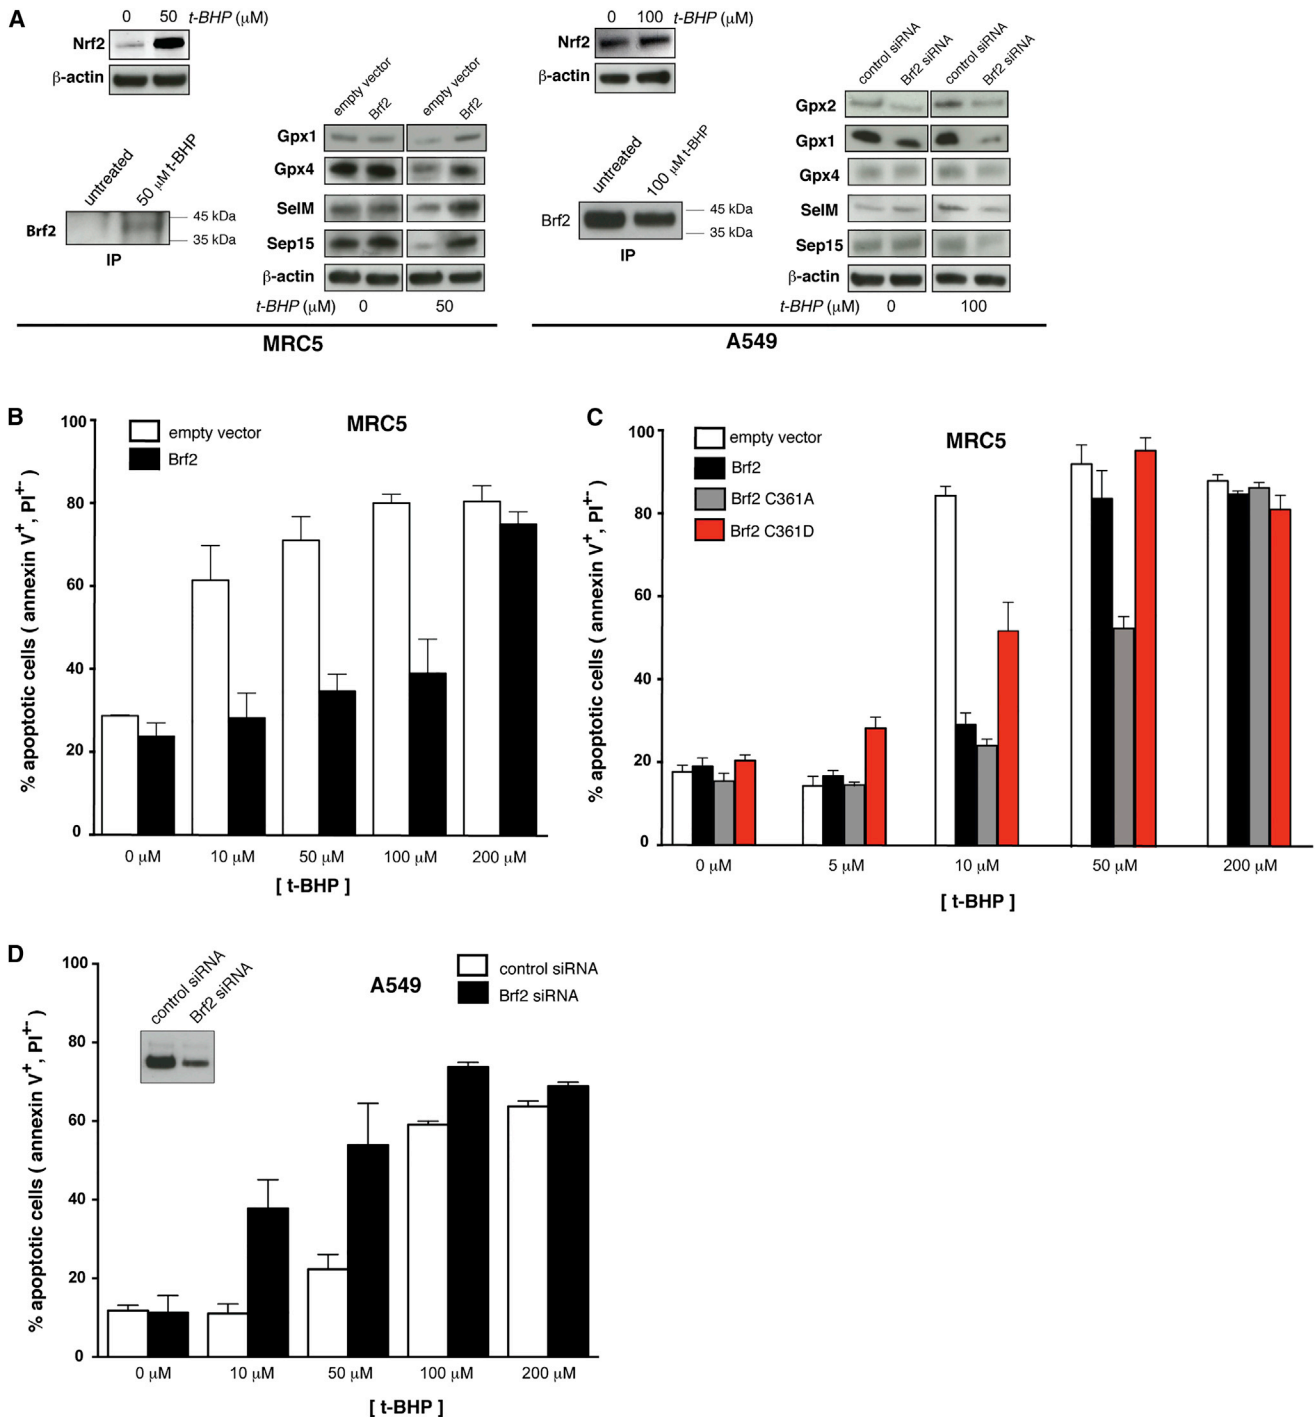 A
0 50 t-BHP (μM)
Nrf2
β-actin
untreated
50 μM t-BHP
Brf2
45 kDa
35 kDa
IP
empty vector
Brf2
empty vector
Brf2
Gpx1
Gpx4
SelM
Sep15
β-actin
t-BHP (μM) 0 50
MRC5
0 100 t-BHP (μM)
Nrf2
β-actin
untreated
100 μM t-BHP
Brf2
45 kDa
35 kDa
IP
control siRNA
Brf2 siRNA
control siRNA
Brf2 siRNA
Gpx2
Gpx1
Gpx4
SelM
Sep15
β-actin
t-BHP (μM) 0 100
A549
B
MRC5
empty vector
Brf2
% apoptotic cells ( annexin V+, PI+- )
100
80
60
40
20
0
0 μM 10 μM 50 μM 100 μM 200 μM
[ t-BHP ]
C
MRC5
empty vector
Brf2
Brf2 C361A
Brf2 C361D
% apoptotic cells ( annexin V+, PI+- )
100
80
60
40
20
0
0 μM 5 μM 10 μM 50 μM 200 μM
[ t-BHP ]
D
control siRNA
Brf2 siRNA
A549
control siRNA
Brf2 siRNA
% apoptotic cells ( annexin V+, PI+- )
100
80
60
40
20
0
0 μM 10 μM 50 μM 100 μM 200 μM
[ t-BHP ]